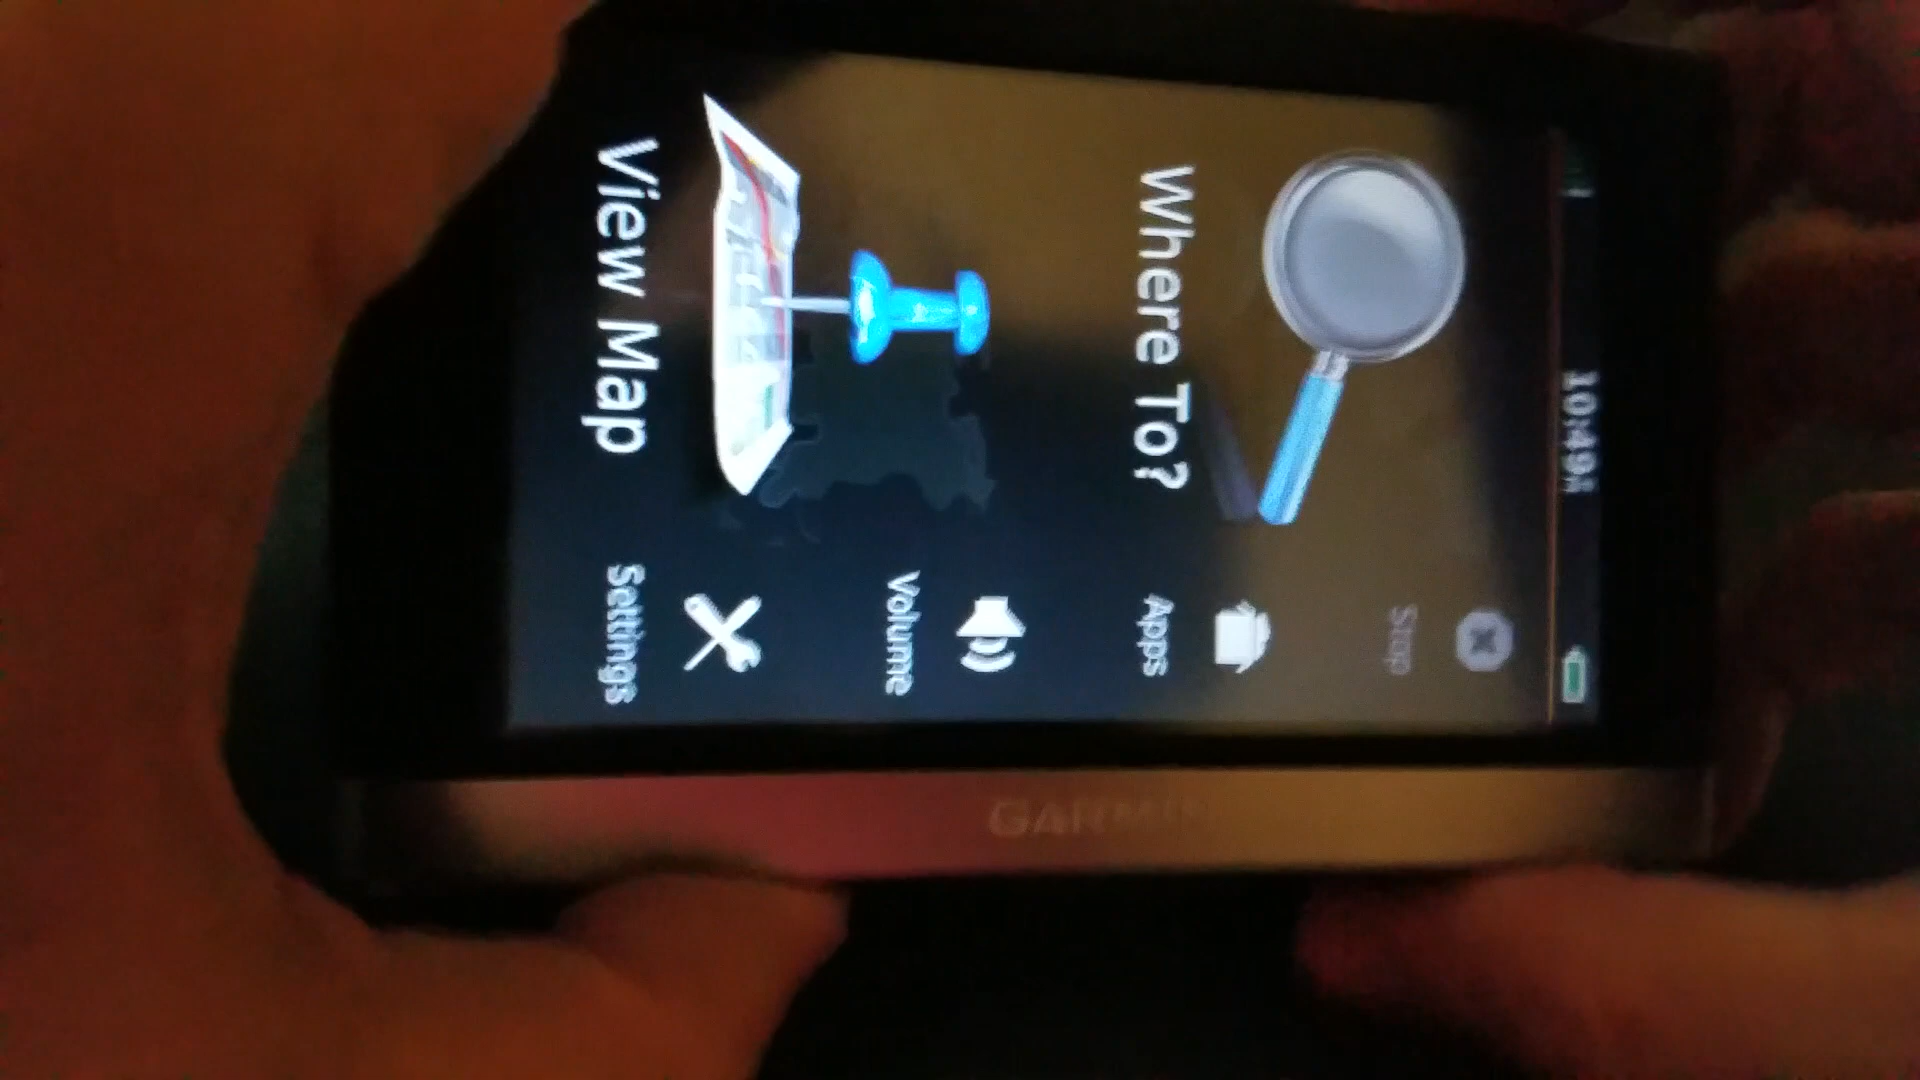 10:49
Where To?
View Map
Stop
Apps
Volume
Settings
GARMIN